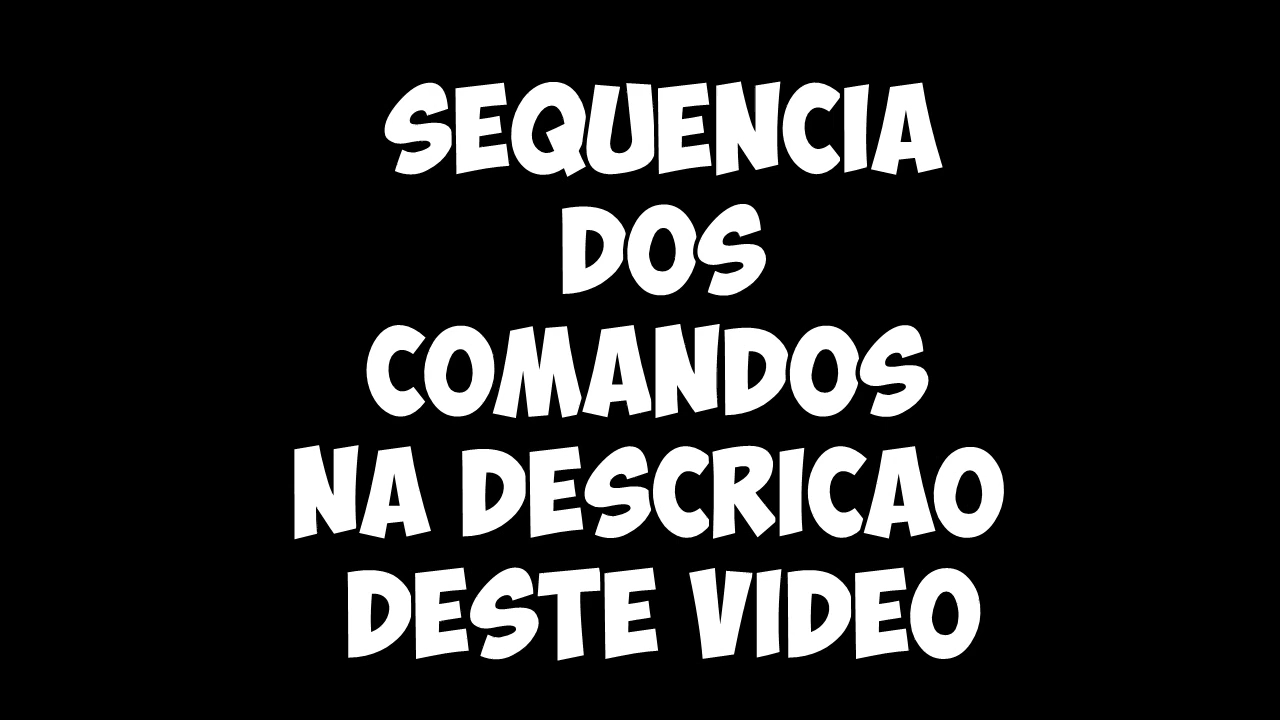 SEQUENCIA
DOS
COMANDOS
NA DESCRICAO
DESTE VIDEO